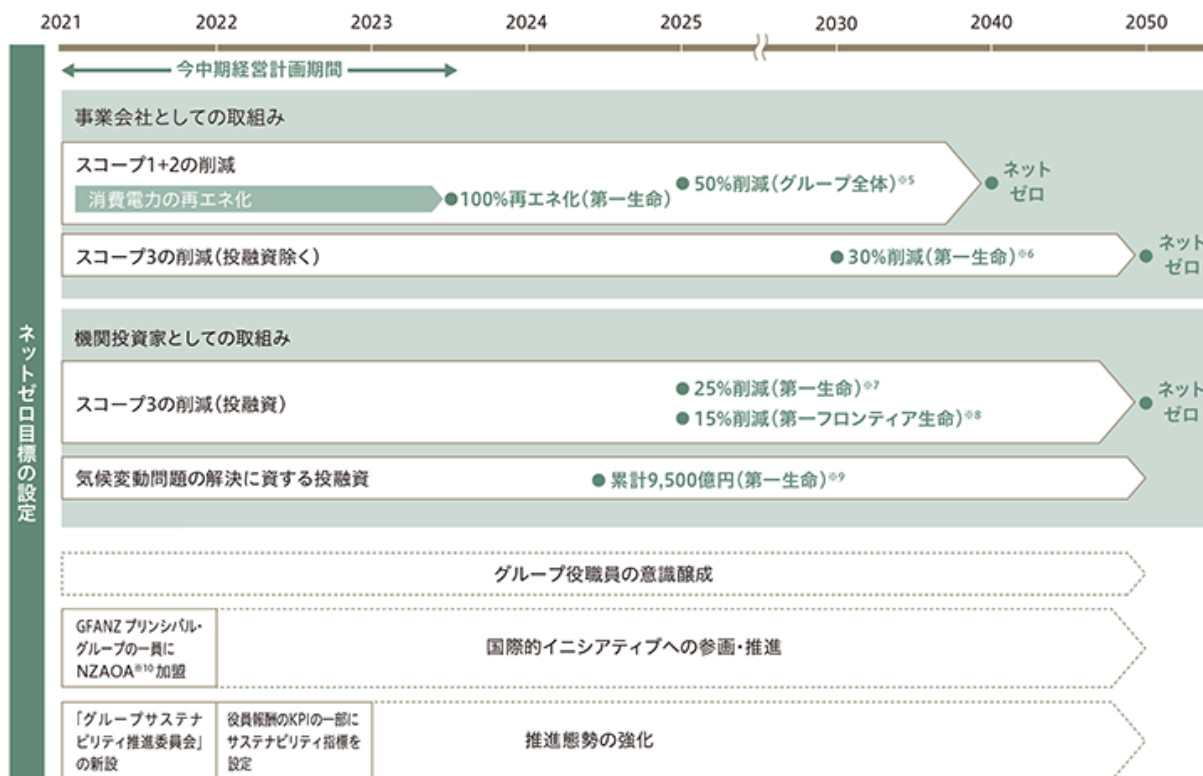 2021 2022 2023 2024 2025 2030 2040 2050
今中期経営計画期間
ネットゼロ目標の設定
事業会社としての取組み
スコープ1+2の削減
消費電力の再エネ化
●100%再エネ化(第一生命)
●50%削減(グループ全体)※5
●ネット
ゼロ
スコープ3の削減(投融資除く)
●30%削減(第一生命)※6
●ネット
ゼロ
機関投資家としての取組み
スコープ3の削減(投融資)
●25%削減(第一生命)※7
●15%削減(第一フロンティア生命)※8
●ネット
ゼロ
気候変動問題の解決に資する投融資
●累計9,500億円(第一生命)※9
グループ役職員の意識醸成
GFANZ プリンシパル・
グループの一員に
NZAOA※10 加盟
国際的イニシアティブへの参画・推進
「グループサステナ
ビリティ推進委員会」
の新設
役員報酬のKPIの一部に
サステナビリティ指標を
設定
推進態勢の強化